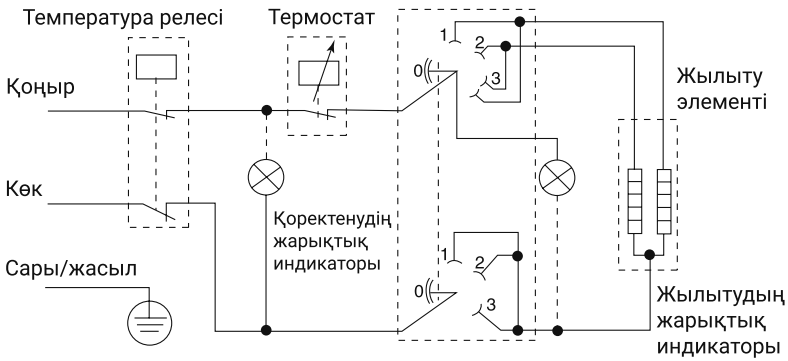 Температура релесі
Термостат
Қоңыр
Көк
Сары/жасыл
Қоректенудің
жарықтық
индикаторы
0
1
2
3
0
1
2
3
Жылыту
элементі
Жылытудың
жарықтық
индикаторы